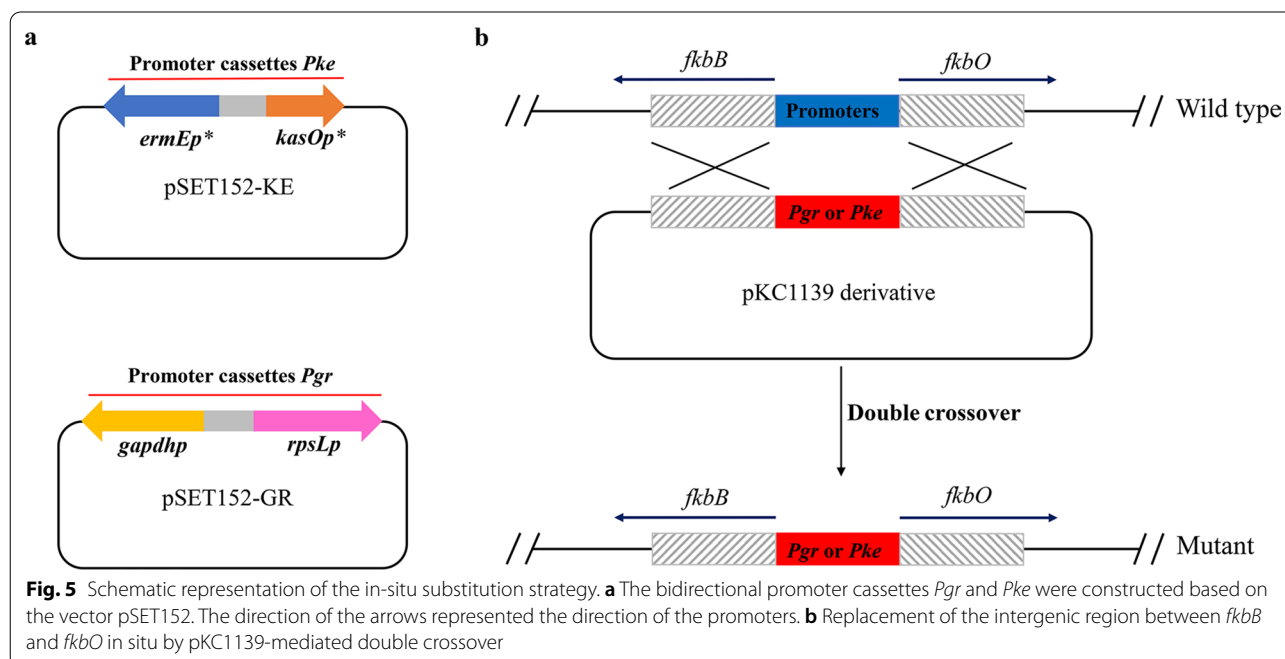 a
Promoter cassettes Pke
ermEp* kasOp*
pSET152-KE
Promoter cassettes Pgr
gapdhp rpsLp
pSET152-GR
b
fkbB fkbO
Promoters
Wild type
Pgr or Pke
pKC1139 derivative
Double crossover
fkbB fkbO
Pgr or Pke
Mutant
Fig. 5 Schematic representation of the in-situ substitution strategy. a The bidirectional promoter cassettes Pgr and Pke were constructed based on
the vector pSET152. The direction of the arrows represented the direction of the promoters. b Replacement of the intergenic region between fkbB
and fkbO in situ by pKC1139-mediated double crossover